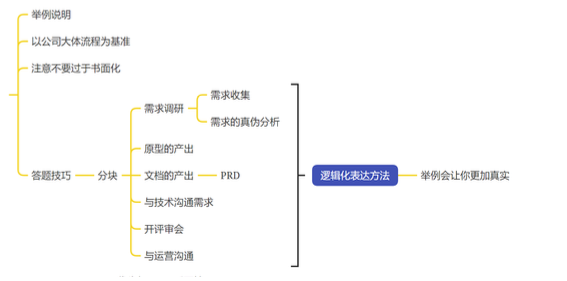 举例说明
以公司大体流程为基准
注意不要过于书面化
答题技巧
分块
需求调研
需求收集
需求的真伪分析
原型的产出
文档的产出
PRD
与技术沟通需求
开评审会
与运营沟通
逻辑化表达方法
举例会让你更加真实